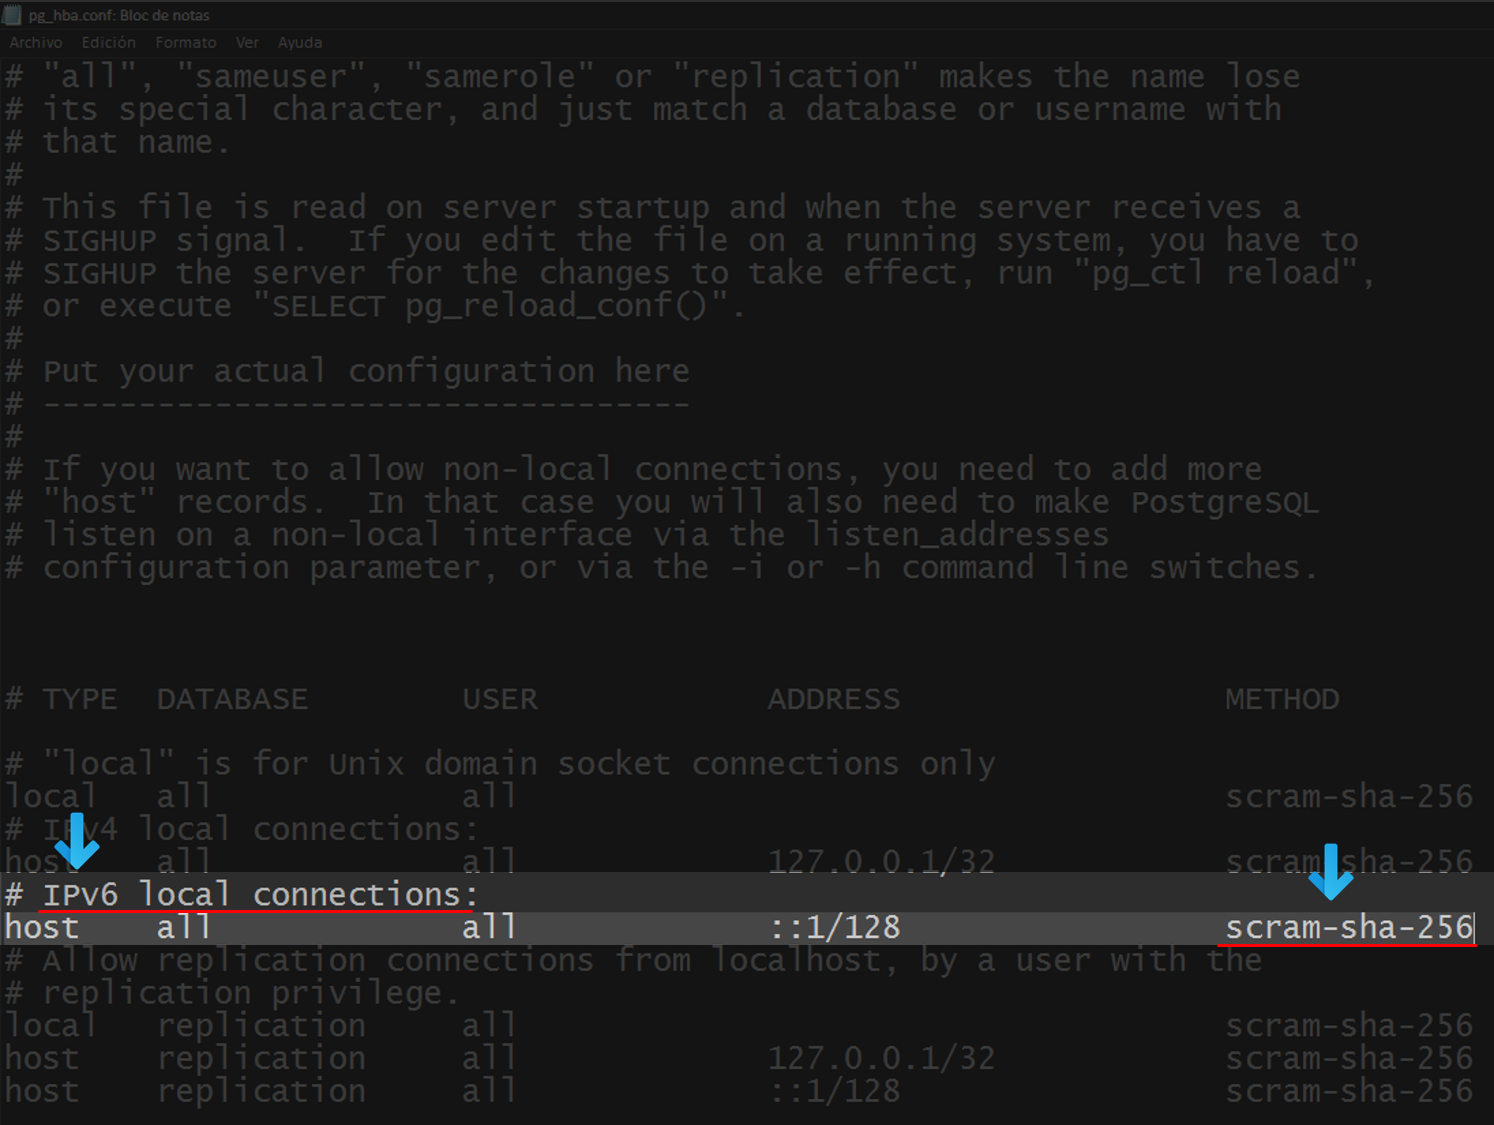 pg_hba.conf: Bloc de notas
Archivo Edición Formato Ver Ayuda
# "all", "sameuser", "samerole" or "replication" makes the name lose
# its special character, and just match a database or username with
# that name.
#
# This file is read on server startup and when the server receives a
# SIGHUP signal.  If you edit the file on a running system, you have to
# SIGHUP the server for the changes to take effect, run "pg_ctl reload",
# or execute "SELECT pg_reload_conf()".
#
# Put your actual configuration here
# ----------------------------------
#
# If you want to allow non-local connections, you need to add more
# "host" records.  In that case you will also need to make PostgreSQL
# listen on a non-local interface via the listen_addresses
# configuration parameter, or via the -i or -h command line switches.
# TYPE  DATABASE        USER            ADDRESS                 METHOD
# "local" is for Unix domain socket connections only
local   all             all                                     scram-sha-256
# IPv4 local connections:
host    all             all             127.0.0.1/32            scram-sha-256
# IPv6 local connections:
host    all             all             ::1/128                 scram-sha-256
# Allow replication connections from localhost, by a user with the
# replication privilege.
local   replication     all                                     scram-sha-256
host    replication     all             127.0.0.1/32            scram-sha-256
host    replication     all             ::1/128                 scram-sha-256